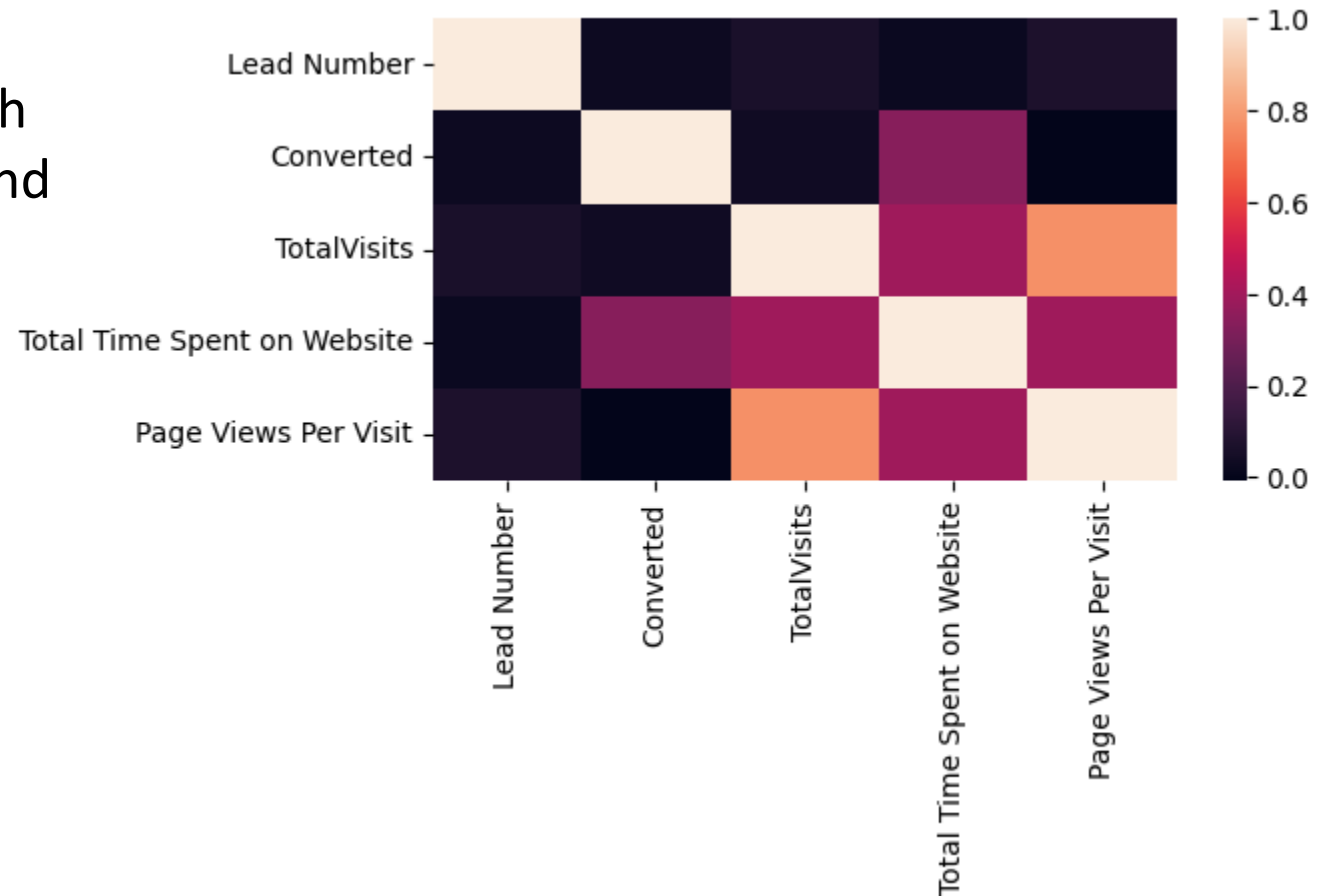 h
nd
Lead Number
Converted
TotalVisits
Total Time Spent on Website
Page Views Per Visit
1.0
0.8
0.6
0.4
0.2
0.0
Lead Number
Converted
TotalVisits
Total Time Spent on Website
Page Views Per Visit